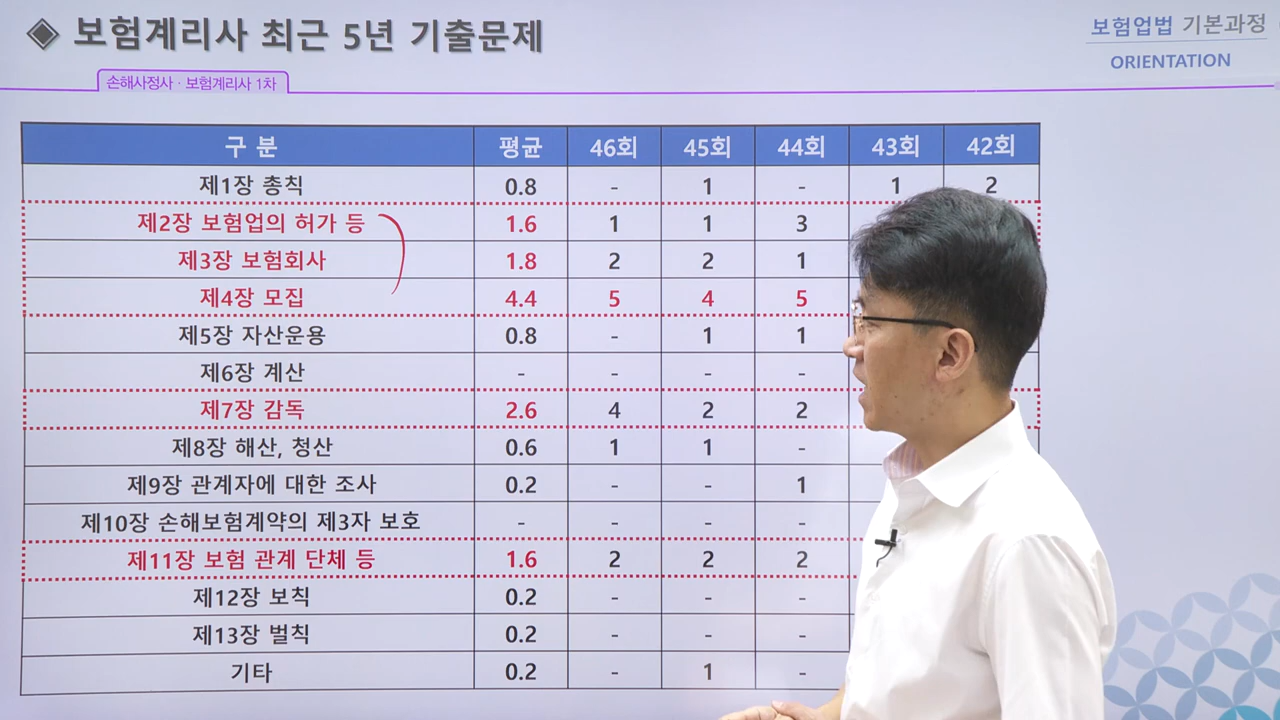 보험계리사 최근 5년 기출문제
보험업법 기본과정
ORIENTATION
손해사정사 · 보험계리사 1차
구 분 평균 46회 45회 44회 43회 42회
제1장 총칙 0.8 - 1 - 1 2
제2장 보험업의 허가 등 1.6 1 1 3
제3장 보험회사 1.8 2 2 1
제4장 모집 4.4 5 4 5
제5장 자산운용 0.8 - 1 1
제6장 계산 - - - -
제7장 감독 2.6 4 2 2
제8장 해산, 청산 0.6 1 1 -
제9장 관계자에 대한 조사 0.2 - - 1
제10장 손해보험계약의 제3자 보호 - - - -
제11장 보험 관계 단체 등 1.6 2 2 2
제12장 보칙 0.2 - - -
제13장 벌칙 0.2 - - -
기타 0.2 - 1 -